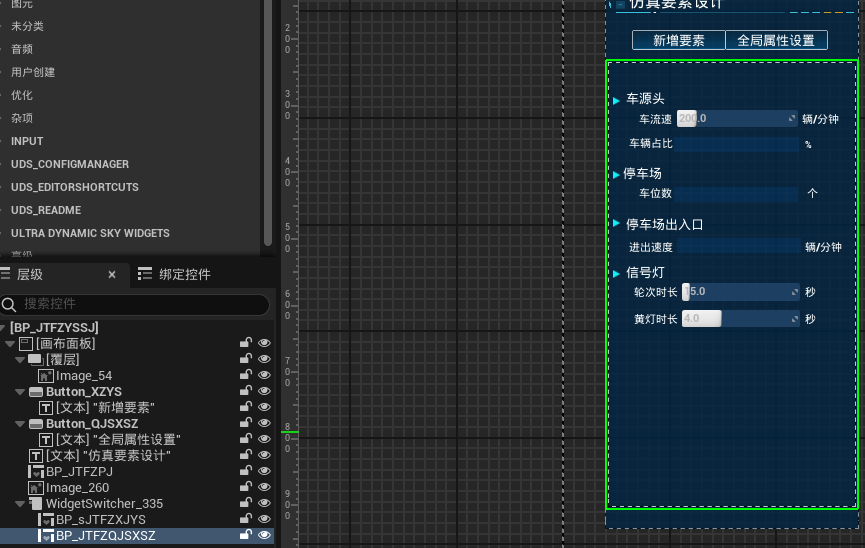 图元
未分类
音频
用户创建
优化
杂项
INPUT
UDS_CONFIGMANAGER
UDS_EDITORSHORTCUTS
UDS_README
ULTRA DYNAMIC SKY WIDGETS
高级
层级 ×
绑定控件
搜索控件
[BP_JTFZYSSJ]
[画布面板]
[覆层]
Image_54
Button_XZYS
[文本] "新增要素"
Button_QJSXSZ
[文本] "全局属性设置"
[文本] "仿真要素设计"
BP_JTFZPJ
Image_260
WidgetSwitcher_335
BP_sJTFZXJYS
BP_JTFZQJSXSZ
200
300
400
500
600
700
800
900
仿真要素设计
新增要素 全局属性设置
车源头
车流速 200.0 辆/分钟
车辆占比 %
停车场
车位数 个
停车场出入口
进出速度 辆/分钟
信号灯
轮次时长 15.0 秒
黄灯时长 4.0 秒